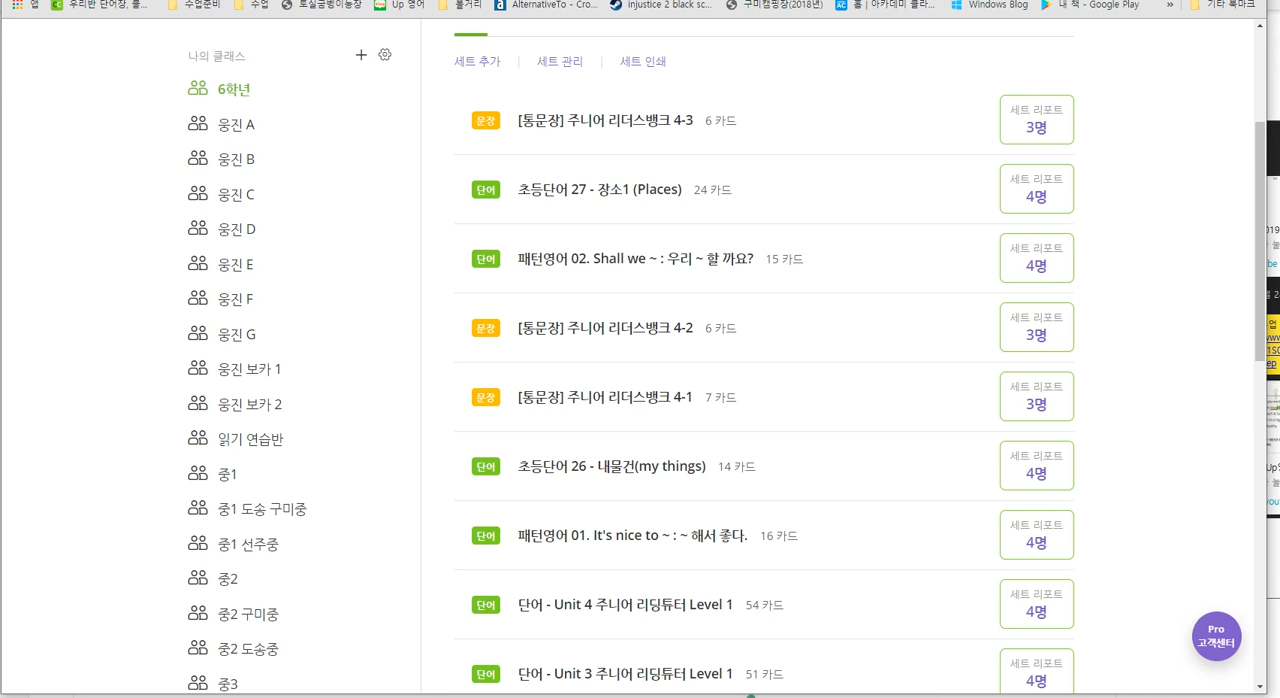 앱 우리반 단어장, 클... 수업준비 수업 토실굼벵이농장 Up 영어 볼거리 AlternativeTo - Cro... injustice 2 black sc... 구미캠핑장(2018년) 홈 | 아카데미 클라... Windows Blog 내 책 - Google Play » 기타 북마크
나의 클래스
6학년
웅진 A
웅진 B
웅진 C
웅진 D
웅진 E
웅진 F
웅진 G
웅진 보카 1
웅진 보카 2
읽기 연습반
중1
중1 도송 구미중
중1 선주중
중2
중2 구미중
중2 도송중
중3
세트 추가 | 세트 관리 | 세트 인쇄
문장 [통문장] 주니어 리더스뱅크 4-3 6 카드 세트 리포트
3명
단어 초등단어 27 - 장소1 (Places) 24 카드 세트 리포트
4명
단어 패턴영어 02. Shall we ~ : 우리 ~ 할 까요? 15 카드 세트 리포트
4명
문장 [통문장] 주니어 리더스뱅크 4-2 6 카드 세트 리포트
3명
문장 [통문장] 주니어 리더스뱅크 4-1 7 카드 세트 리포트
3명
단어 초등단어 26 - 내물건(my things) 14 카드 세트 리포트
4명
단어 패턴영어 01. It's nice to ~ : ~ 해서 좋다. 16 카드 세트 리포트
4명
단어 단어 - Unit 4 주니어 리딩튜터 Level 1 54 카드 세트 리포트
4명
단어 단어 - Unit 3 주니어 리딩튜터 Level 1 51 카드 세트 리포트
4명
Pro
고객센터